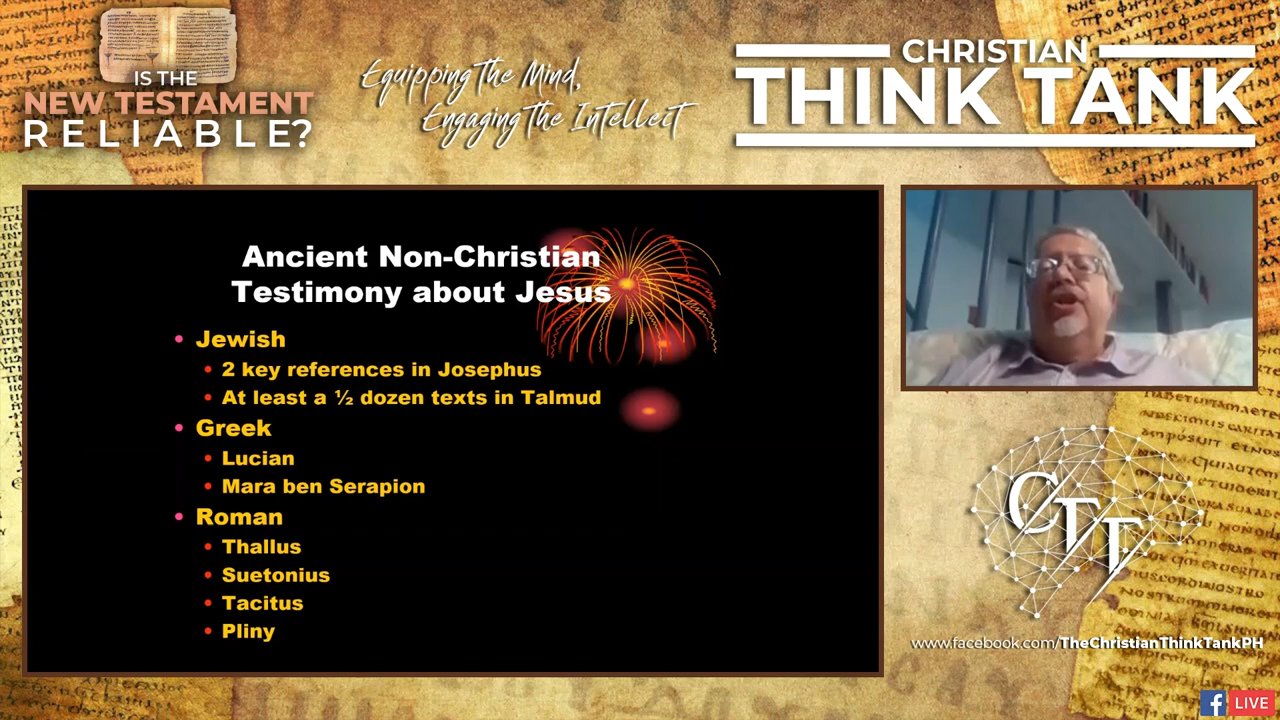 IS THE
NEW TESTAMENT
RELIABLE?
Equipping the Mind,
Engaging the Intellect
CHRISTIAN
THINK TANK
Ancient Non-Christian
Testimony about Jesus
• Jewish
• 2 key references in Josephus
• At least a ½ dozen texts in Talmud
• Greek
• Lucian
• Mara ben Serapion
• Roman
• Thallus
• Suetonius
• Tacitus
• Pliny
CTT
www.facebook.com/TheChristianThinkTankPH
f LIVE